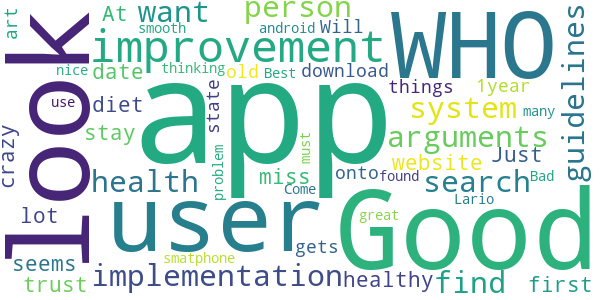 art
At want person android Will
smooth
improvement WHO
look
nice date thinking old Best download things 1year
guidelines
use diet state app system many
crazy stay arguments
problem must miss onto website found Just
health search Come Bad
user Good Lario
lot great
seems gets
smatphone
trust implementation healthy find first